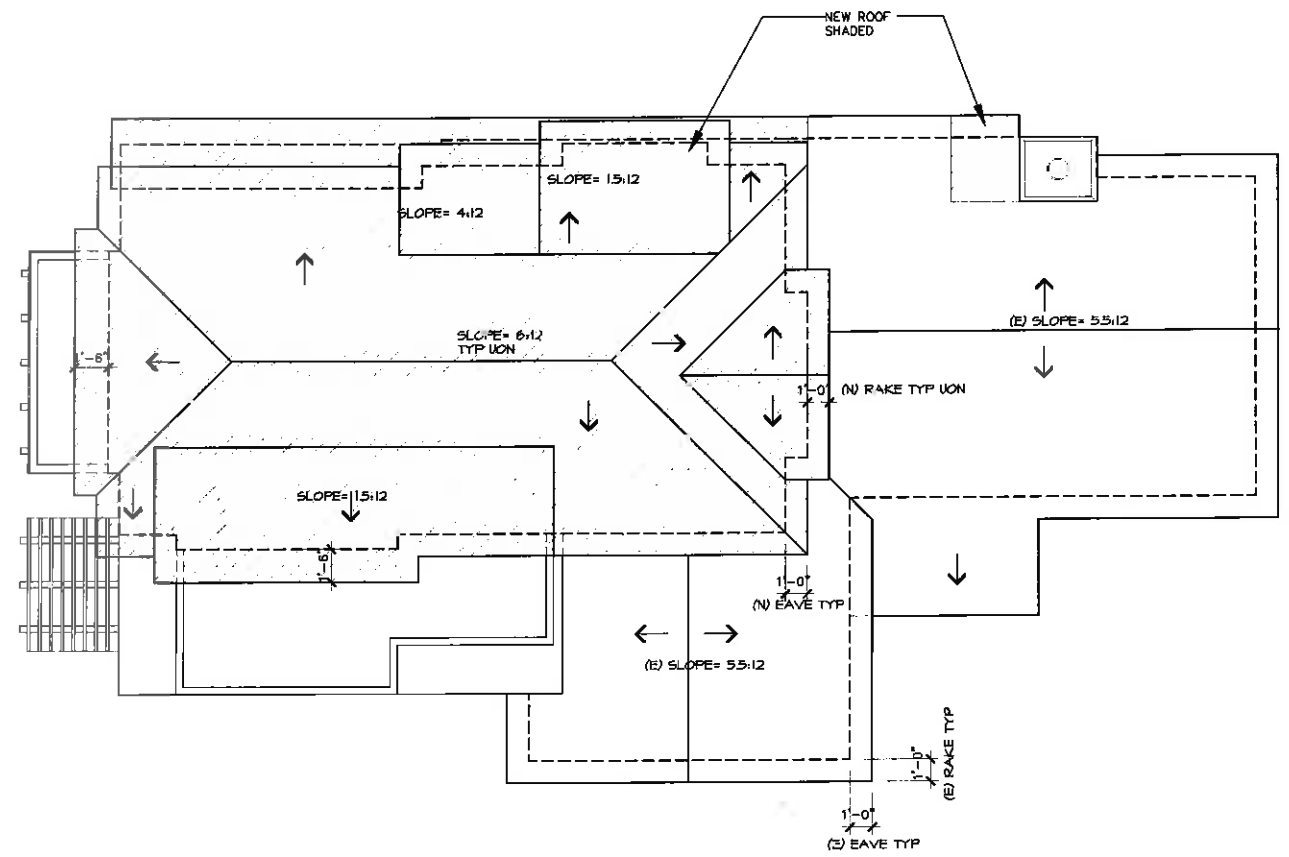 NEW ROOF
SHADED
SLOPE= 1.5:12
SLOPE= 4:12
(E) SLOPE= 5.5:12
SLOPE= 6:12
TYP UON
1'-6"
1'-0" (N) RAKE TYP UON
SLOPE= 1.5:12
1'-6"
1'-0"
(N) EAVE TYP
(E) SLOPE= 5.5:12
1'-0"
(E) RAKE TYP
1'-0"
(E) EAVE TYP